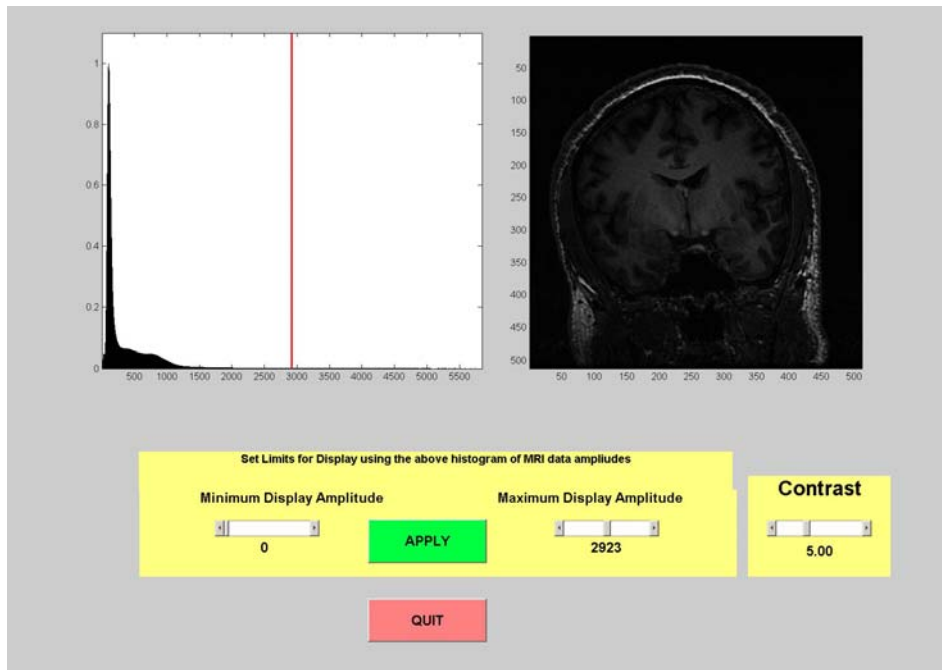 1
0.8
0.6
0.4
0.2
0
500 1000 1500 2000 2500 3000 3500 4000 4500 5000 5500
50
100
150
200
250
300
350
400
450
500
50 100 150 200 250 300 350 400 450 500
Set Limits for Display using the above histogram of MRI data ampliudes
Minimum Display Amplitude
0
APPLY
Maximum Display Amplitude
2923
Contrast
5.00
QUIT